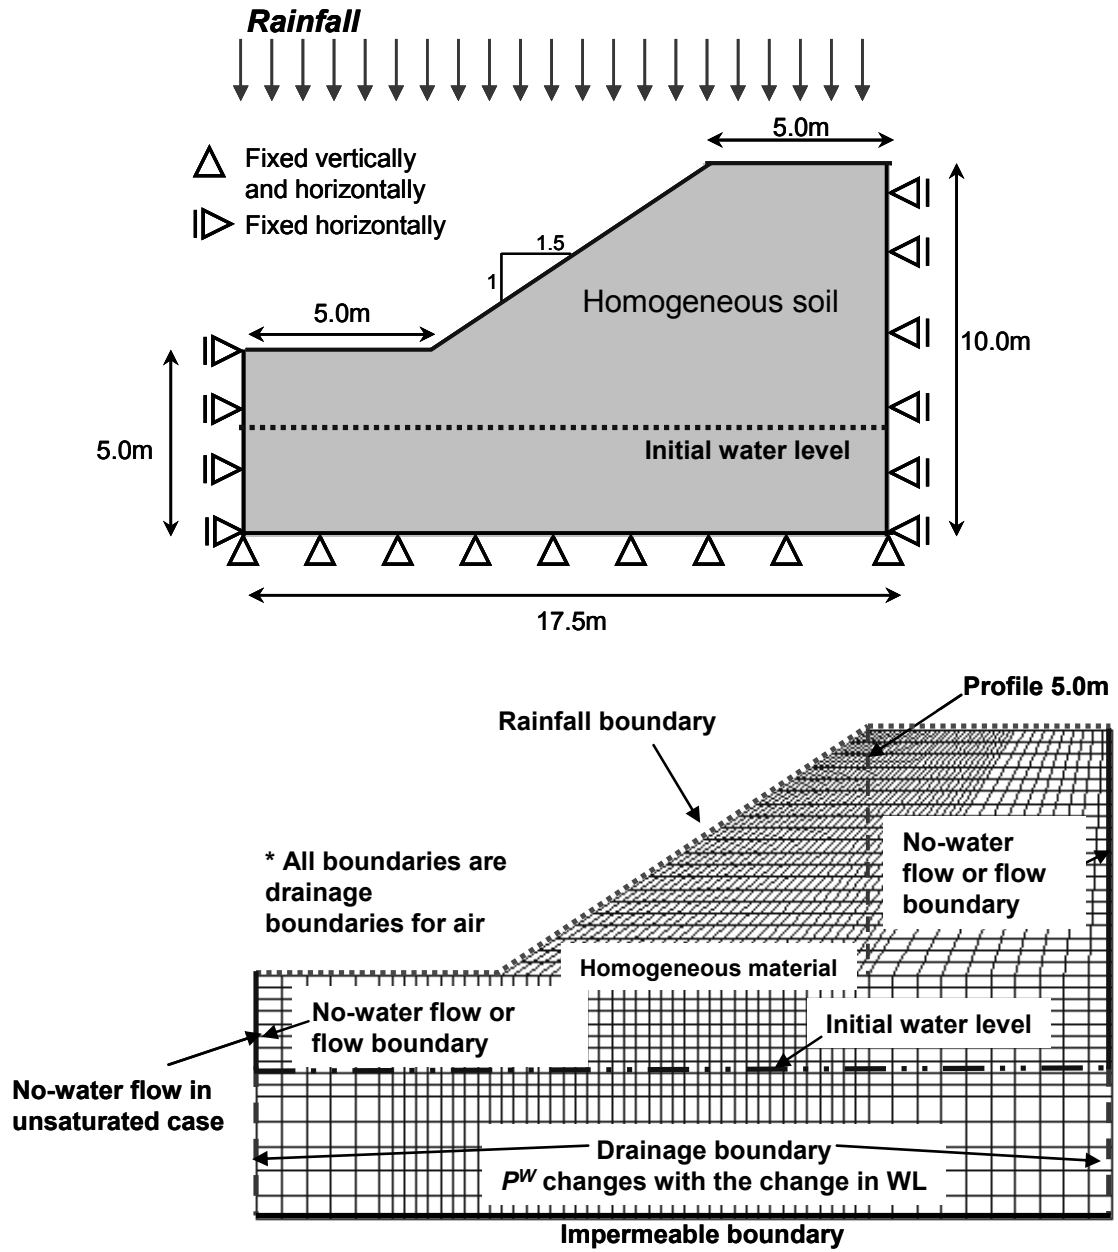 Rainfall
5.0m
Fixed vertically
and horizontally
Fixed horizontally
1.5
1
Homogeneous soil
5.0m
10.0m
5.0m
Initial water level
17.5m
Profile 5.0m
Rainfall boundary
No-water
flow or flow
boundary
* All boundaries are
drainage
boundaries for air
Homogeneous material
No-water flow or
flow boundary
Initial water level
No-water flow in
unsaturated case
Drainage boundary
Pᵂ changes with the change in WL
Impermeable boundary